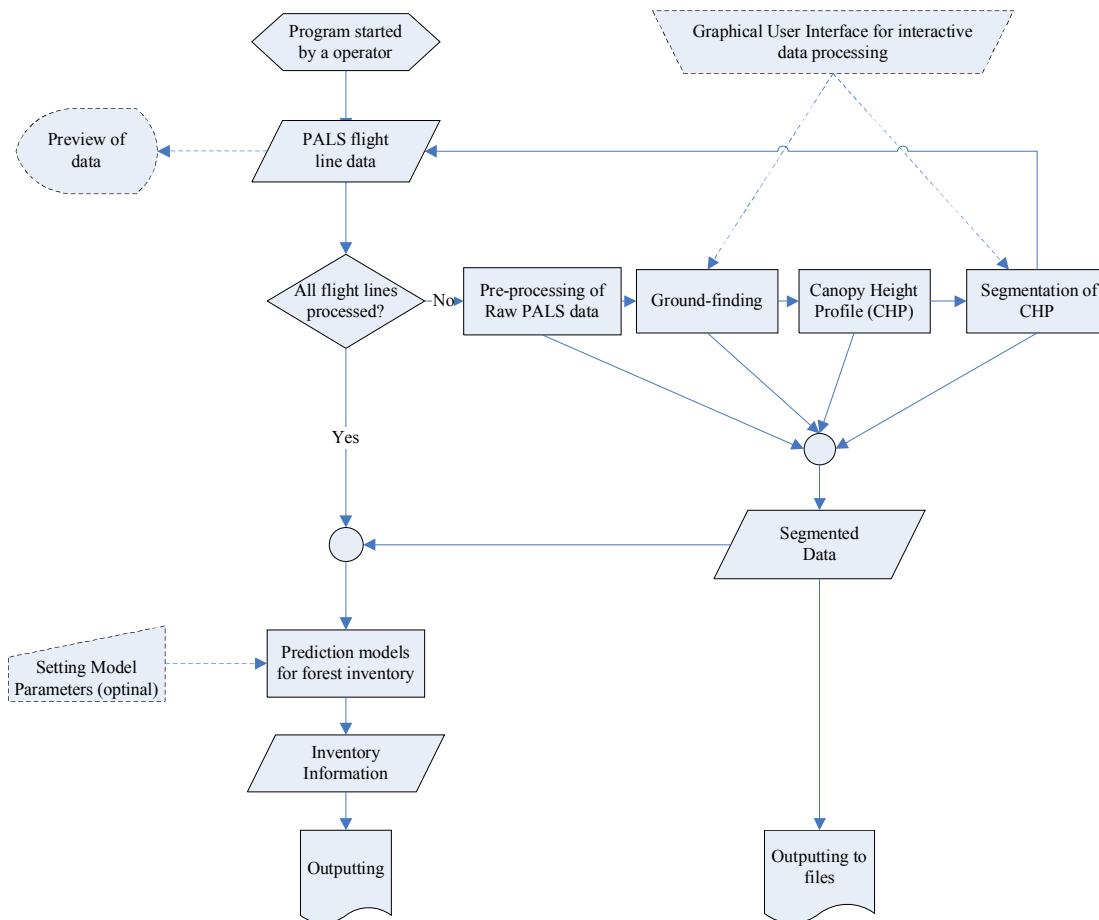 Program started
by a operator
Graphical User Interface for interactive
data processing
Preview of
data
PALS flight
line data
All flight lines
processed?
No
Pre-processing of
Raw PALS data
Ground-finding
Canopy Height
Profile (CHP)
Segmentation of
CHP
Yes
Segmented
Data
Setting Model
Parameters (optinal)
Prediction models
for forest inventory
Inventory
Information
Outputting
Outputting to
files